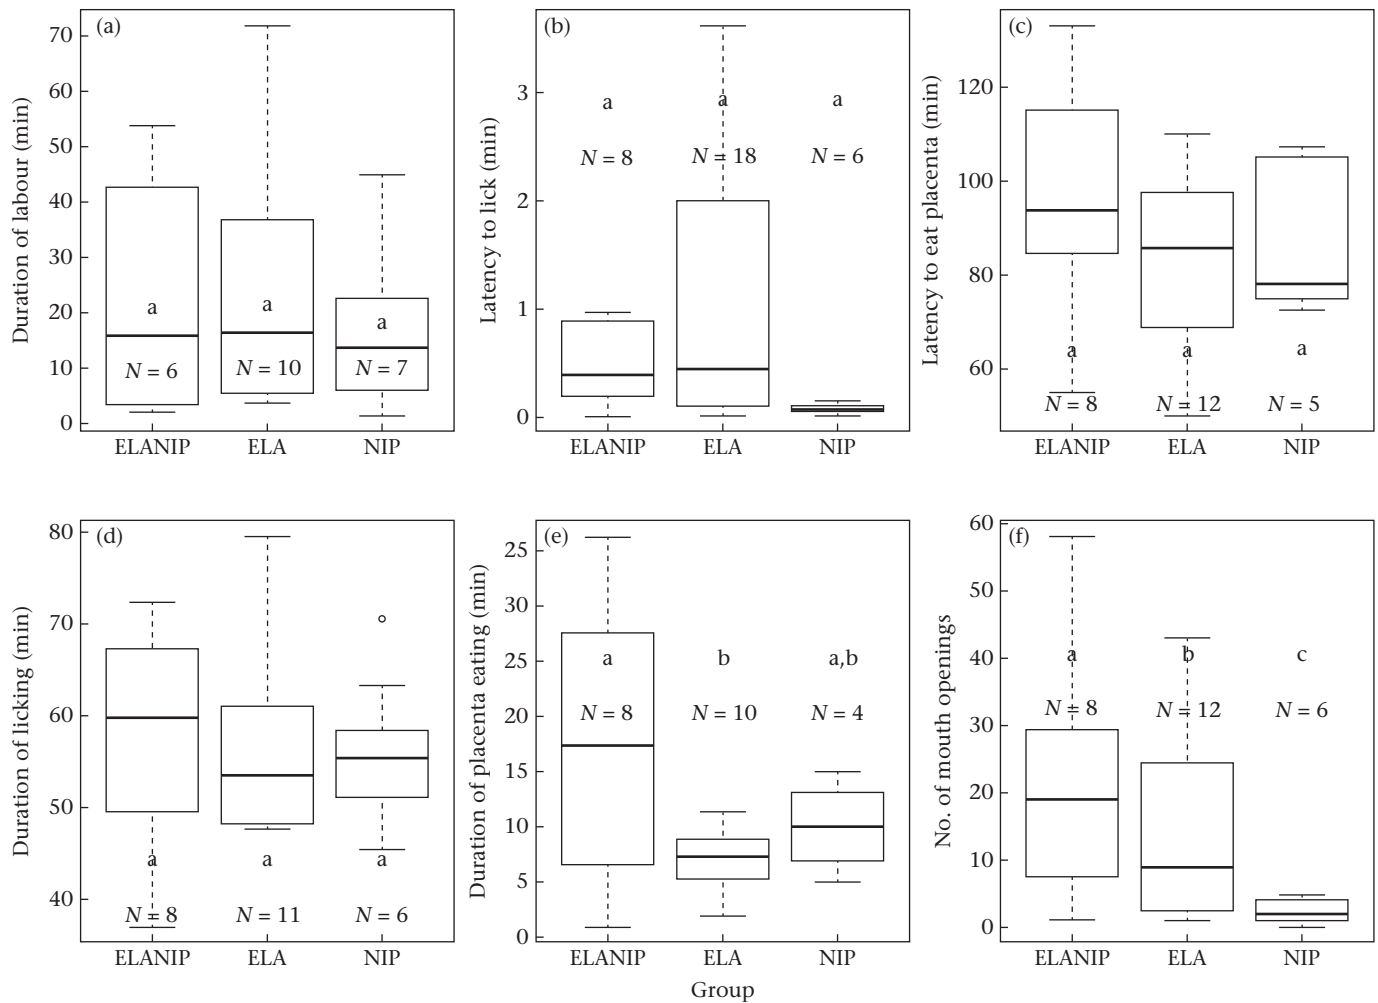 (a)
Duration of labour (min)
70
60
50
40
30
20
10
0
a
a
a
N = 6
N = 10
N = 7
ELANIP
ELA
NIP
(b)
Latency to lick (min)
3
2
1
0
a
a
a
N = 8
N = 18
N = 6
ELANIP
ELA
NIP
(c)
Latency to eat placenta (min)
120
100
80
60
a
a
a
N = 8
N = 12
N = 5
ELANIP
ELA
NIP
(d)
Duration of licking (min)
80
70
60
50
40
a
a
a
N = 8
N = 11
N = 6
ELANIP
ELA
NIP
(e)
Duration of placenta eating (min)
25
30
25
20
15
10
5
0
a
b
a,b
N = 8
N = 10
N = 4
ELANIP
ELA
NIP
(f)
No. of mouth openings
60
50
40
30
20
10
0
a
b
c
N = 8
N = 12
N = 6
ELANIP
ELA
NIP
Group